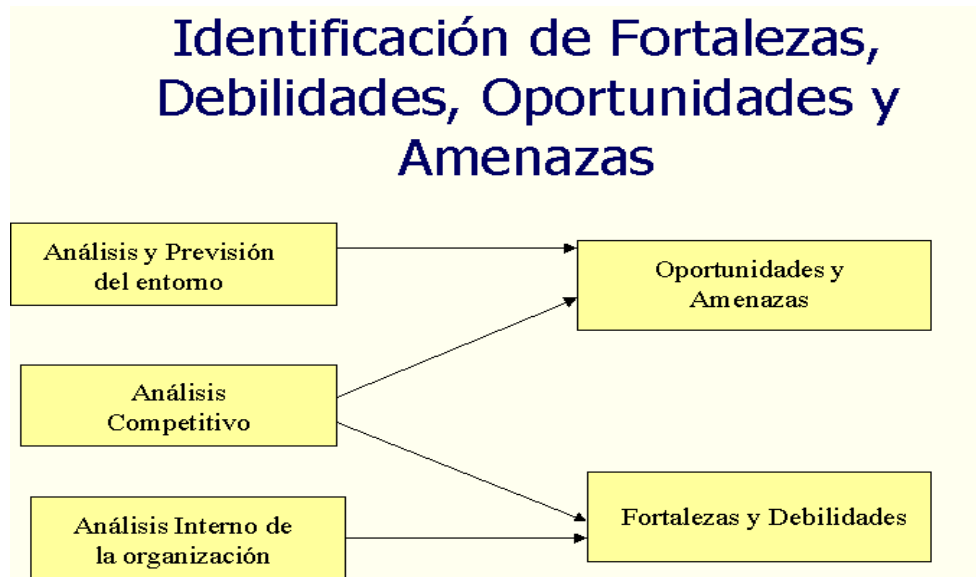 Identificación de Fortalezas,
Debilidades, Oportunidades y
Amenazas
Análisis y Previsión
del entorno
Oportunidades y
Amenazas
Análisis
Competitivo
Análisis Interno de
la organización
Fortalezas y Debilidades